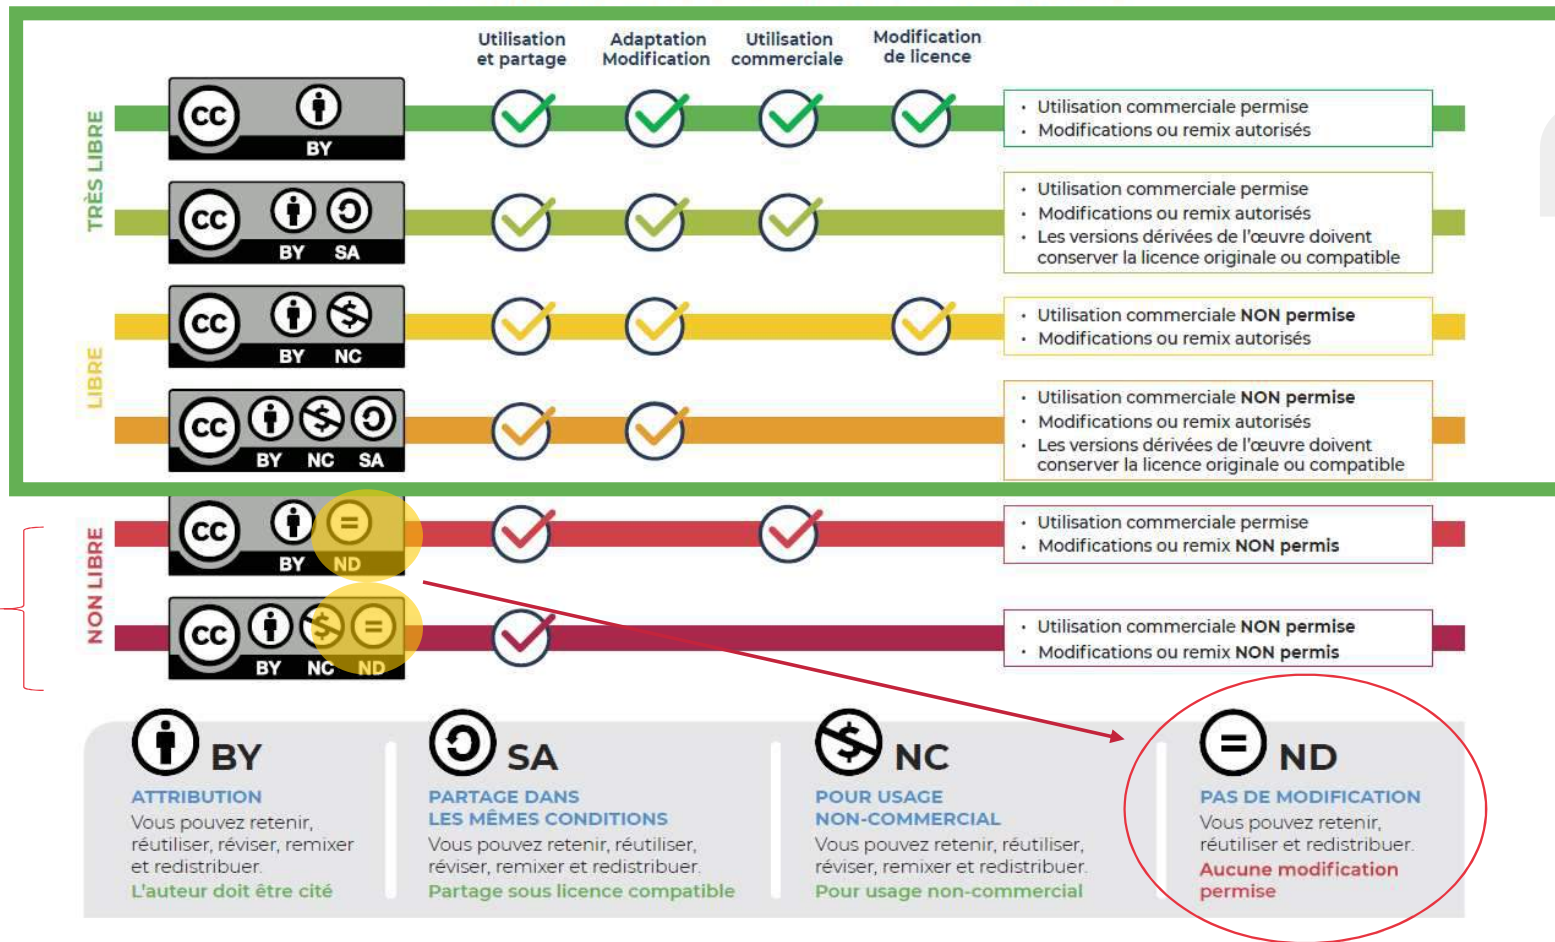 Utilisation
et partage
Adaptation
Modification
Utilisation
commerciale
Modification
de licence
TRÈS LIBRE
CC
BY
• Utilisation commerciale permise
• Modifications ou remix autorisés
CC
BY SA
• Utilisation commerciale permise
• Modifications ou remix autorisés
• Les versions dérivées de l'œuvre doivent
conserver la licence originale ou compatible
LIBRE
CC
BY NC
• Utilisation commerciale NON permise
• Modifications ou remix autorisés
CC
BY NC SA
• Utilisation commerciale NON permise
• Modifications ou remix autorisés
• Les versions dérivées de l'œuvre doivent
conserver la licence originale ou compatible
NON LIBRE
CC
BY ND
• Utilisation commerciale permise
• Modifications ou remix NON permis
CC
BY NC ND
• Utilisation commerciale NON permise
• Modifications ou remix NON permis
BY
ATTRIBUTION
Vous pouvez retenir,
réutiliser, réviser, remixer
et redistribuer.
L'auteur doit être cité
SA
PARTAGE DANS
LES MÊMES CONDITIONS
Vous pouvez retenir, réutiliser,
réviser, remixer et redistribuer.
Partage sous licence compatible
NC
POUR USAGE
NON-COMMERCIAL
Vous pouvez retenir, réutiliser,
réviser, remixer et redistribuer.
Pour usage non-commercial
ND
PAS DE MODIFICATION
Vous pouvez retenir,
réutiliser et redistribuer.
Aucune modification
permise